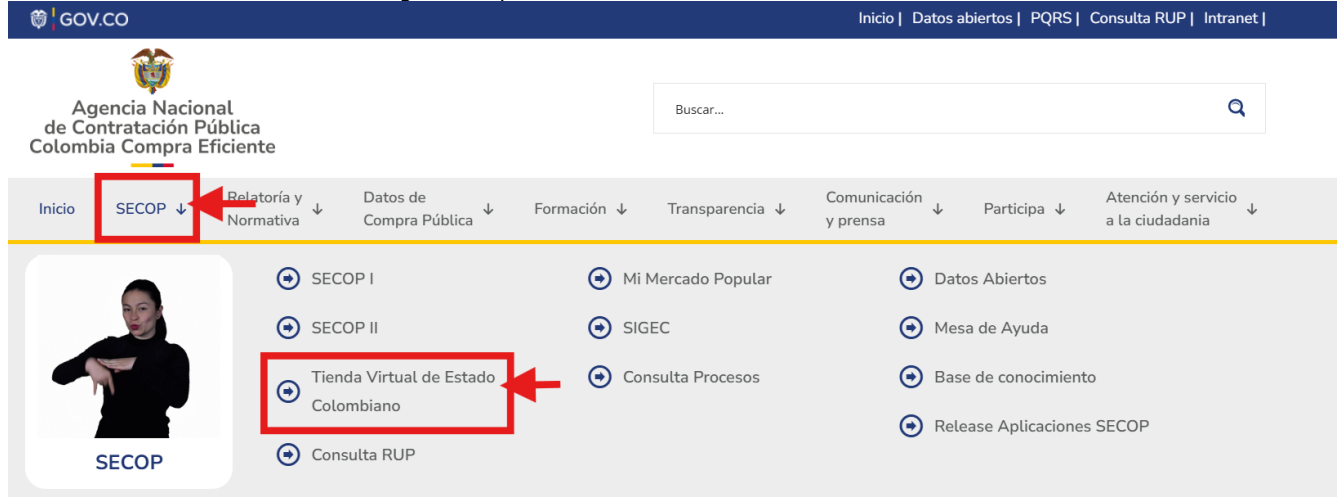 GOV.CO
Inicio | Datos abiertos | PQRS | Consulta RUP | Intranet |
Agencia Nacional
de Contratación Pública
Colombia Compra Eficiente
Buscar...
Inicio
SECOP
Relatoría y
Normativa
Datos de
Compra Pública
Formación
Transparencia
Comunicación
y prensa
Participa
Atención y servicio
a la ciudadania
SECOP
SECOP I
SECOP II
Tienda Virtual de Estado
Colombiano
Consulta RUP
Mi Mercado Popular
SIGEC
Consulta Procesos
Datos Abiertos
Mesa de Ayuda
Base de conocimiento
Release Aplicaciones SECOP